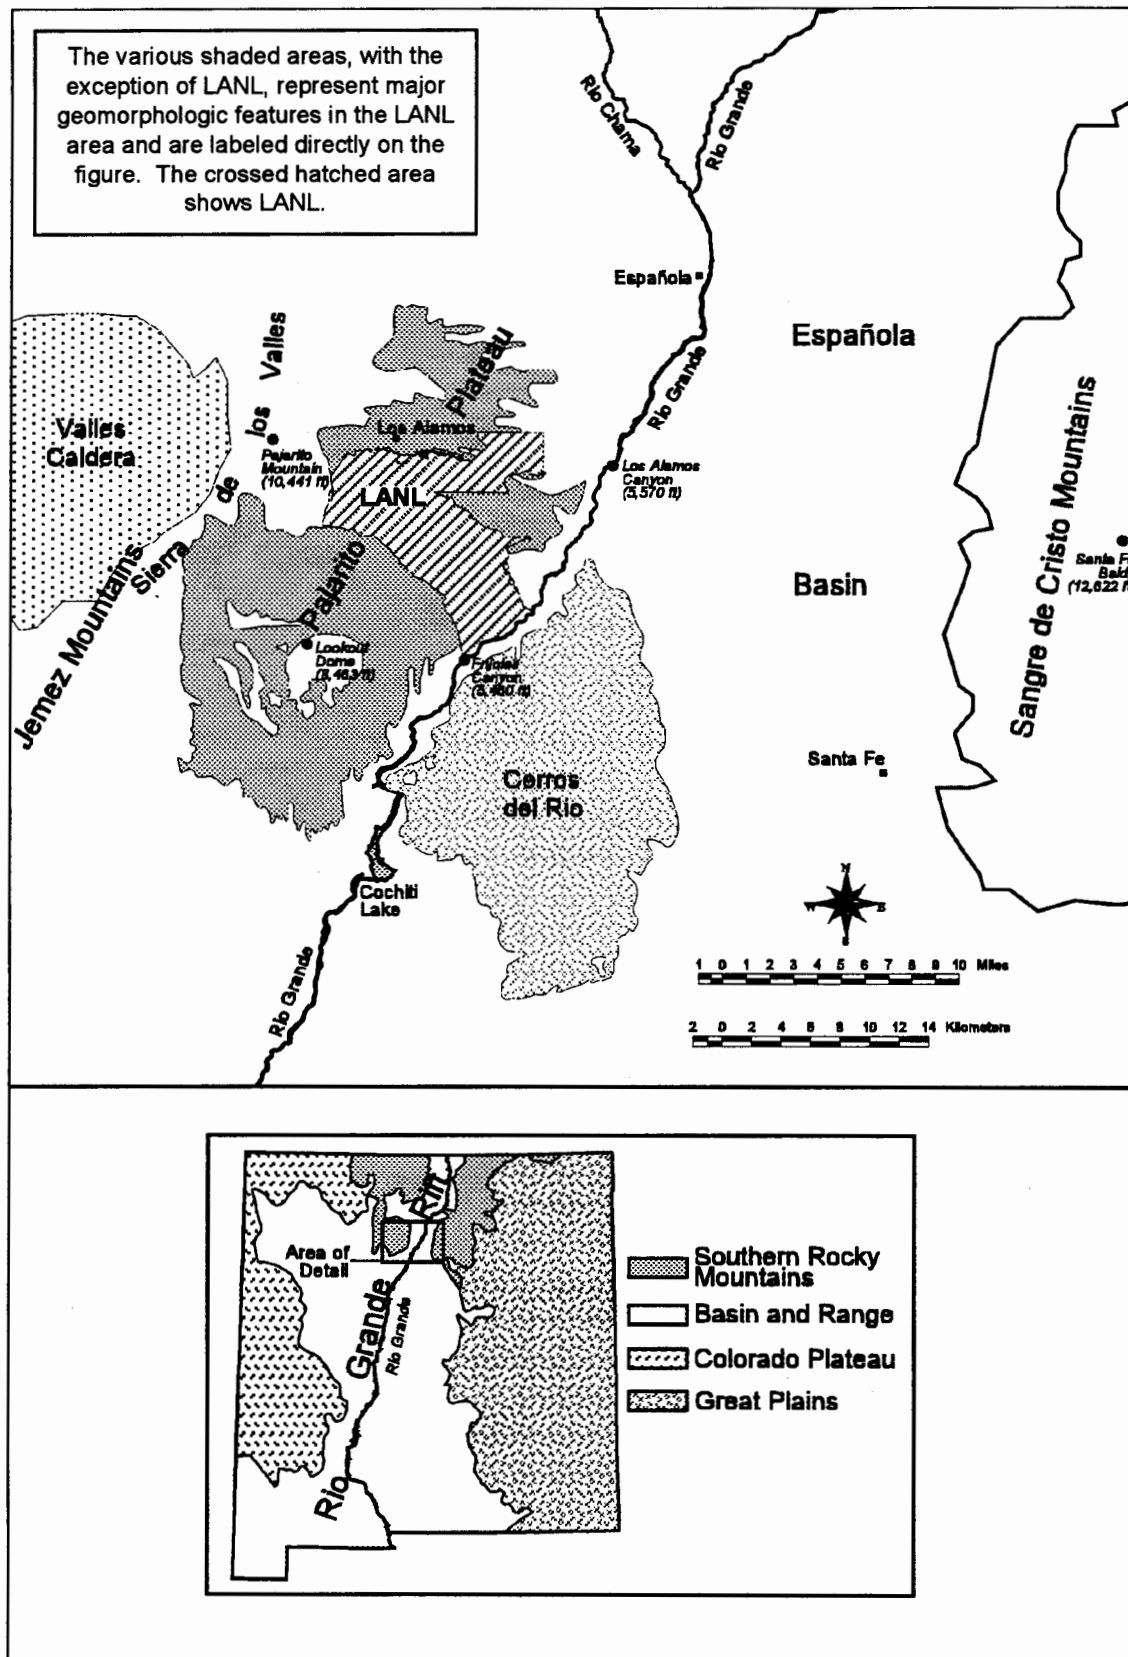 The various shaded areas, with the
exception of LANL, represent major
geomorphologic features in the LANL
area and are labeled directly on the
figure. The crossed hatched area
shows LANL.
Rio Chama
Rio Grande
Española
Española
Rio Grande
Sierra de los Valles
Pajarito Plateau
Valles
Caldera
Los Alamos
Pajarito
Mountain
(10,441 ft)
LANL
Los Alamos
Canyon
(5,570 ft)
Jemez Mountains
Basin
Sangre de Cristo Mountains
Santa F
Bald
(12,622 f
Lookout
Dome
Canyon
Santa Fe
Cerros
del Rio
Cochiti
Lake
Rio Grande
N
W E
S
1 0 1 2 3 4 5 6 7 8 9 10 Miles
2 0 2 4 6 8 10 12 14 Kilometers
Rio Grande Rift
Area of
Detail
Rio Grande
Southern Rocky
Mountains
Basin and Range
Colorado Plateau
Great Plains